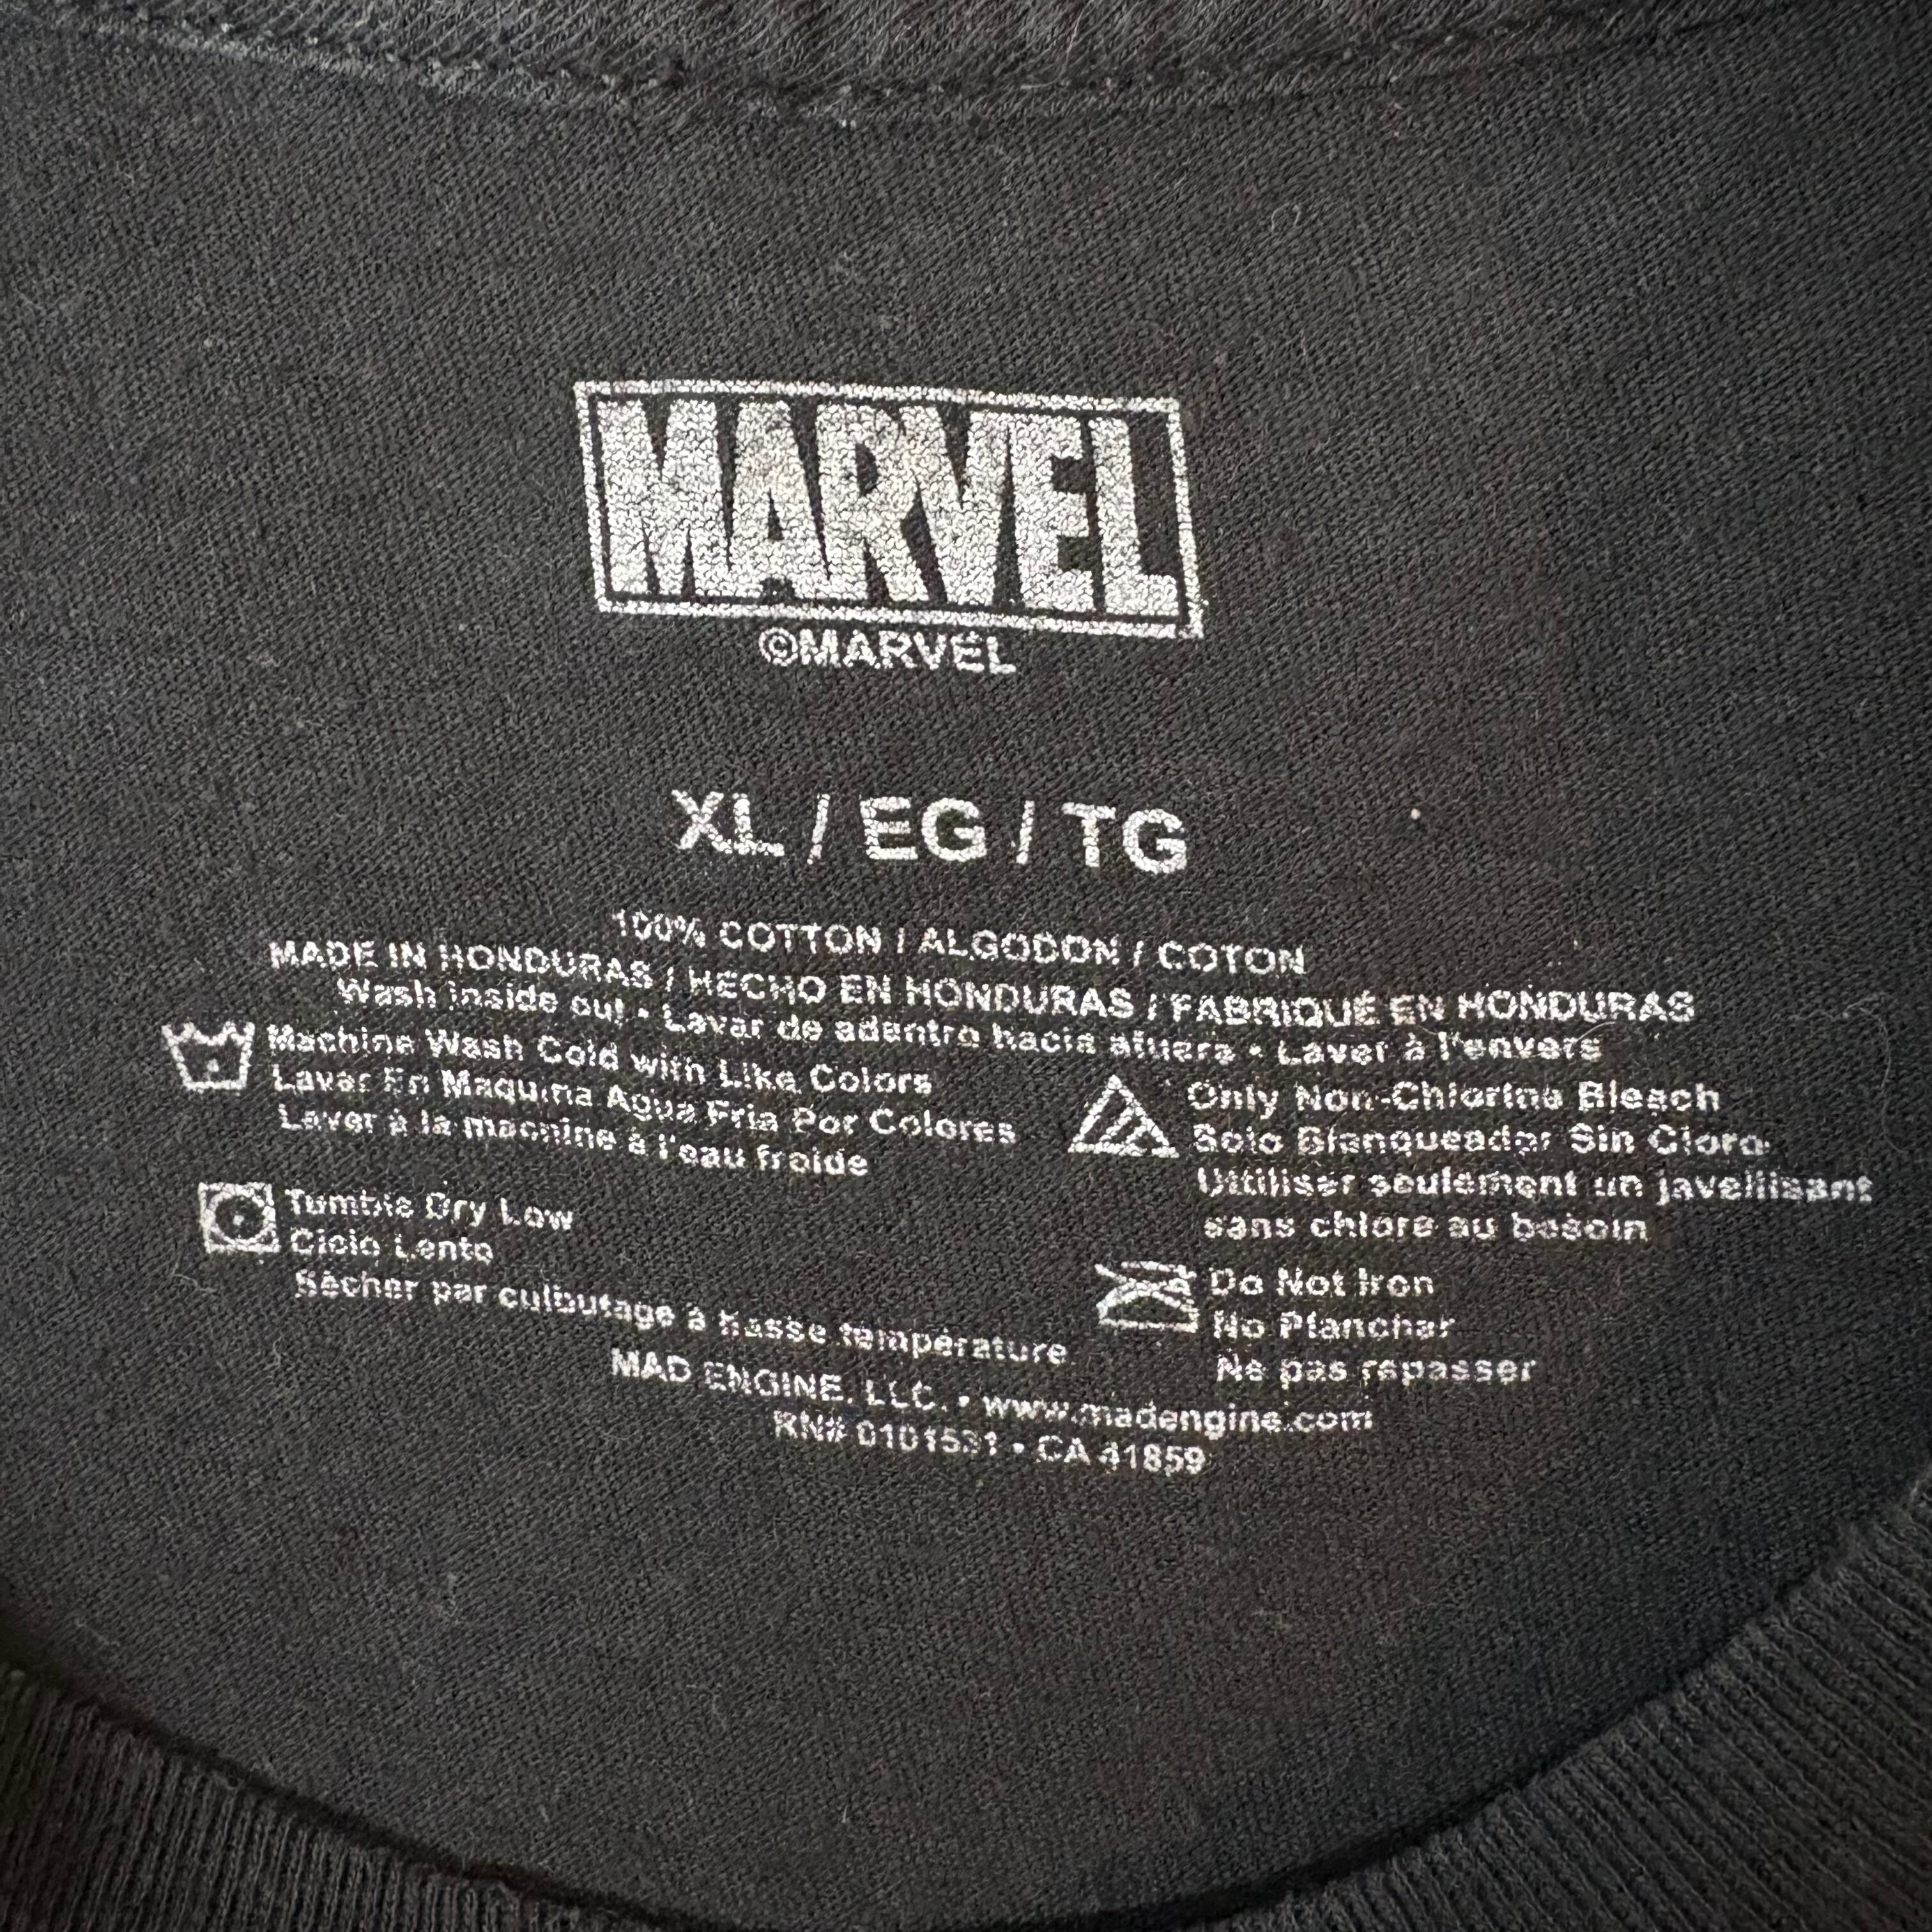 MARVEL
©MARVEL
XL / EG / TG
100% COTTON / ALGODON / COTON
MADE IN HONDURAS / HECHO EN HONDURAS / FABRIQUÉ EN HONDURAS
Wash inside out • Lavar de adentro hacia afuera • Laver à l'envers
Machine Wash Cold with Like Colors
Lavar En Maquina Agua Fria Por Colores
Laver à la machine à l'eau froide
Only Non-Chlorine Bleach
Solo Blanqueador Sin Cloro
Utiliser seulement un javellisant
sans chlore au besoin
Tumble Dry Low
Ciclo Lento
Sécher par culbutage à basse température
Do Not Iron
No Planchar
Ne pas repasser
MAD ENGINE, LLC. • www.madengine.com
RN# 0101531 • CA 41859